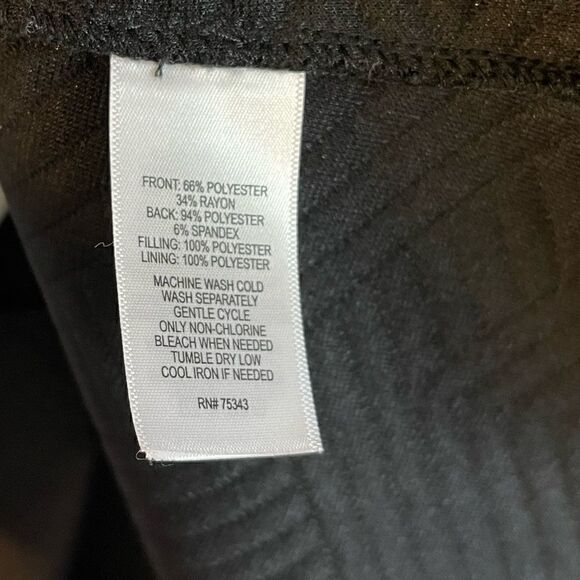 FRONT: 66% POLYESTER
34% RAYON
BACK: 94% POLYESTER
6% SPANDEX
FILLING: 100% POLYESTER
LINING: 100% POLYESTER
MACHINE WASH COLD
WASH SEPARATELY
GENTLE CYCLE
ONLY NON-CHLORINE
BLEACH WHEN NEEDED
TUMBLE DRY LOW
COOL IRON IF NEEDED
RN# 75343